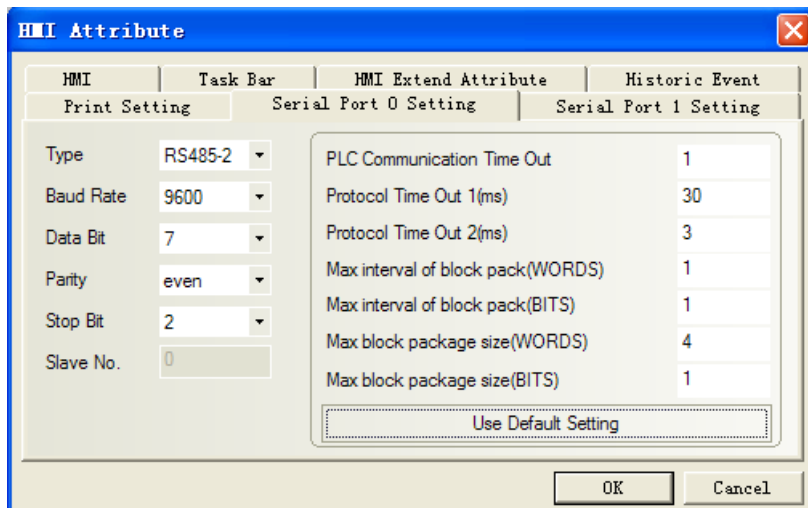 HMI Attribute
HMI Task Bar HMI Extend Attribute Historic Event
Print Setting Serial Port 0 Setting Serial Port 1 Setting
Type RS485-2
Baud Rate 9600
Data Bit 7
Parity even
Stop Bit 2
Slave No. 0
PLC Communication Time Out 1
Protocol Time Out 1(ms) 30
Protocol Time Out 2(ms) 3
Max interval of block pack(WORDS) 1
Max interval of block pack(BITS) 1
Max block package size(WORDS) 4
Max block package size(BITS) 1
Use Default Setting
OK Cancel